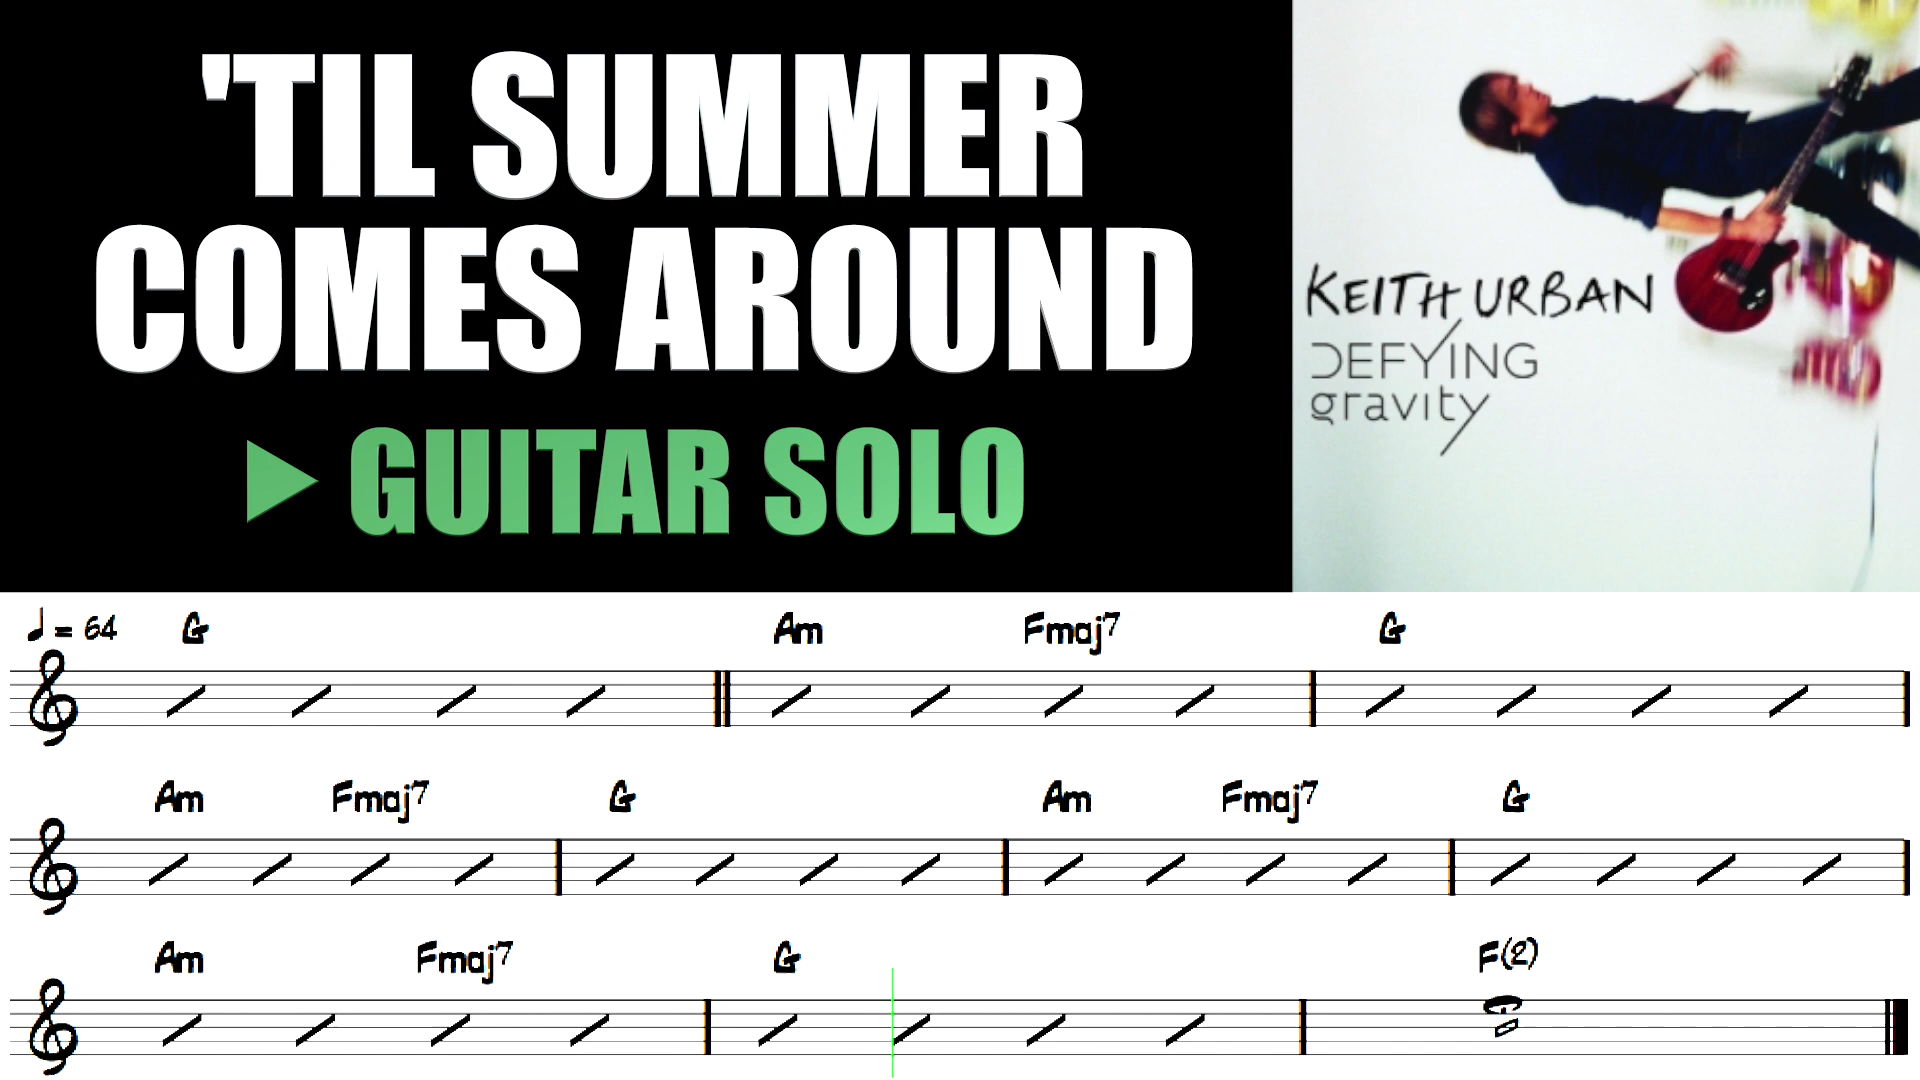 'TIL SUMMER
COMES AROUND
GUITAR SOLO
KEITH URBAN
DEFYING
gravity
♩ = 64 G Am Fmaj7 G
Am Fmaj7 G Am Fmaj7 G
Am Fmaj7 G F(2)